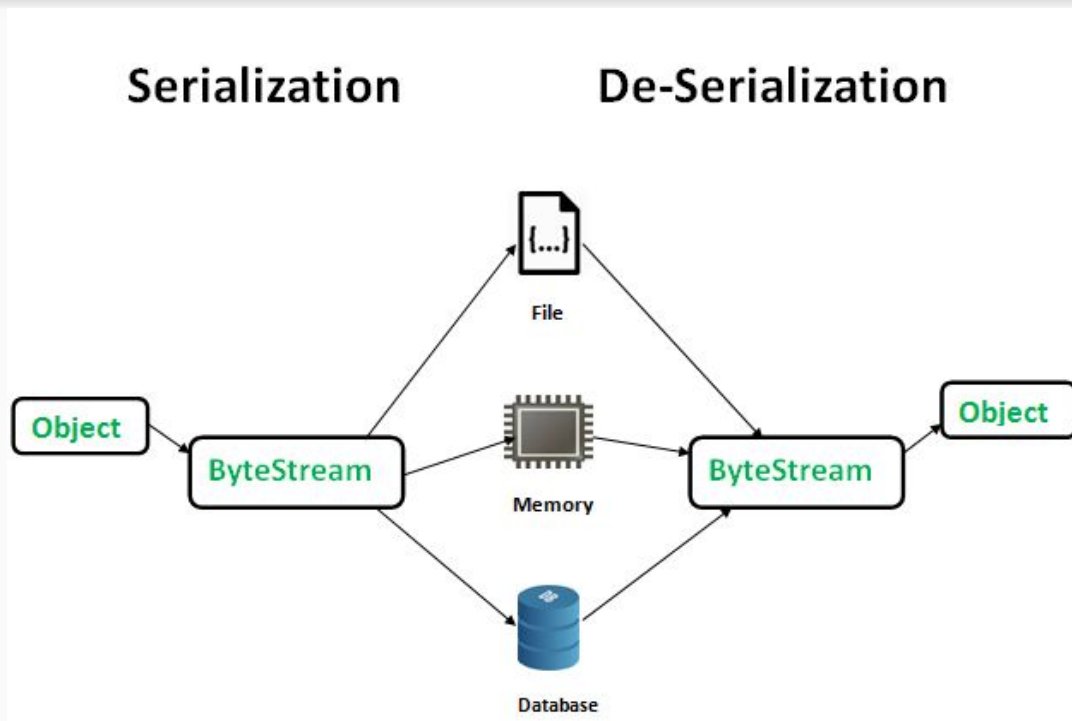 Serialization
De-Serialization
{...}
File
Object
ByteStream
Memory
ByteStream
Object
Database